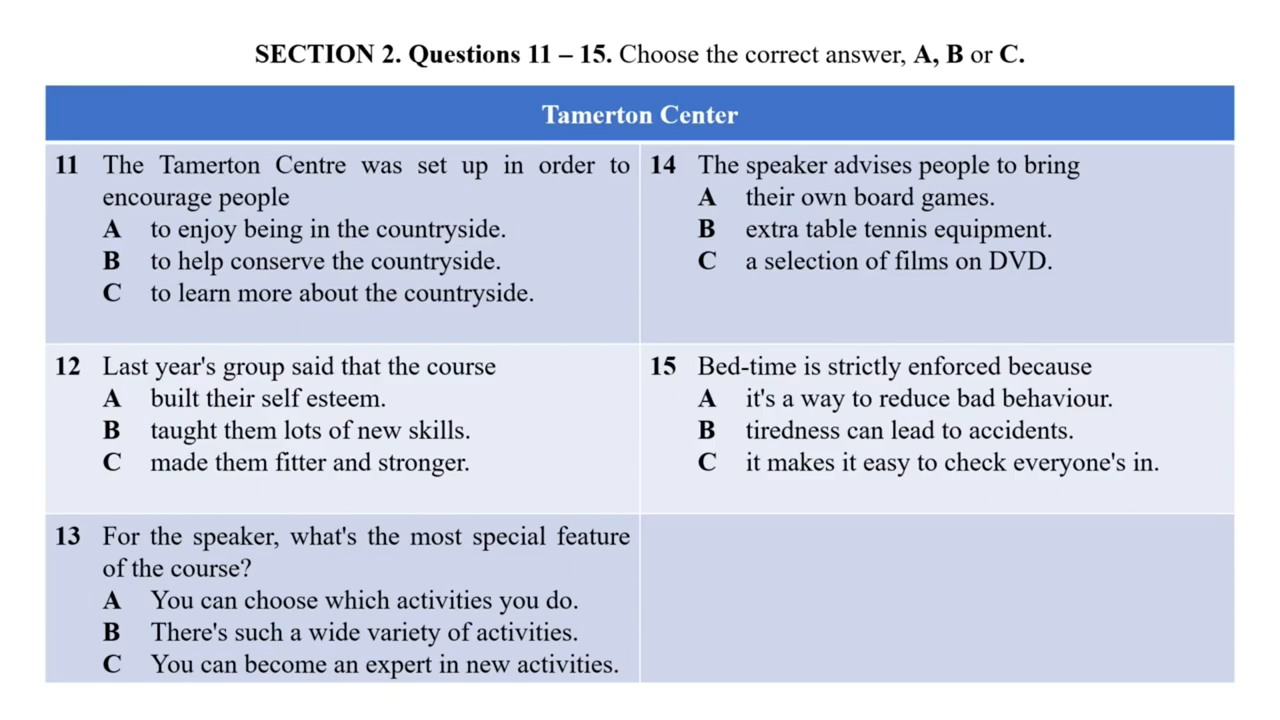 SECTION 2. Questions 11 – 15. Choose the correct answer, A, B or C.
Tamerton Center
11 The Tamerton Centre was set up in order to
encourage people
A to enjoy being in the countryside.
B to help conserve the countryside.
C to learn more about the countryside.
12 Last year's group said that the course
A built their self esteem.
B taught them lots of new skills.
C made them fitter and stronger.
13 For the speaker, what's the most special feature
of the course?
A You can choose which activities you do.
B There's such a wide variety of activities.
C You can become an expert in new activities.
14 The speaker advises people to bring
A their own board games.
B extra table tennis equipment.
C a selection of films on DVD.
15 Bed-time is strictly enforced because
A it's a way to reduce bad behaviour.
B tiredness can lead to accidents.
C it makes it easy to check everyone's in.